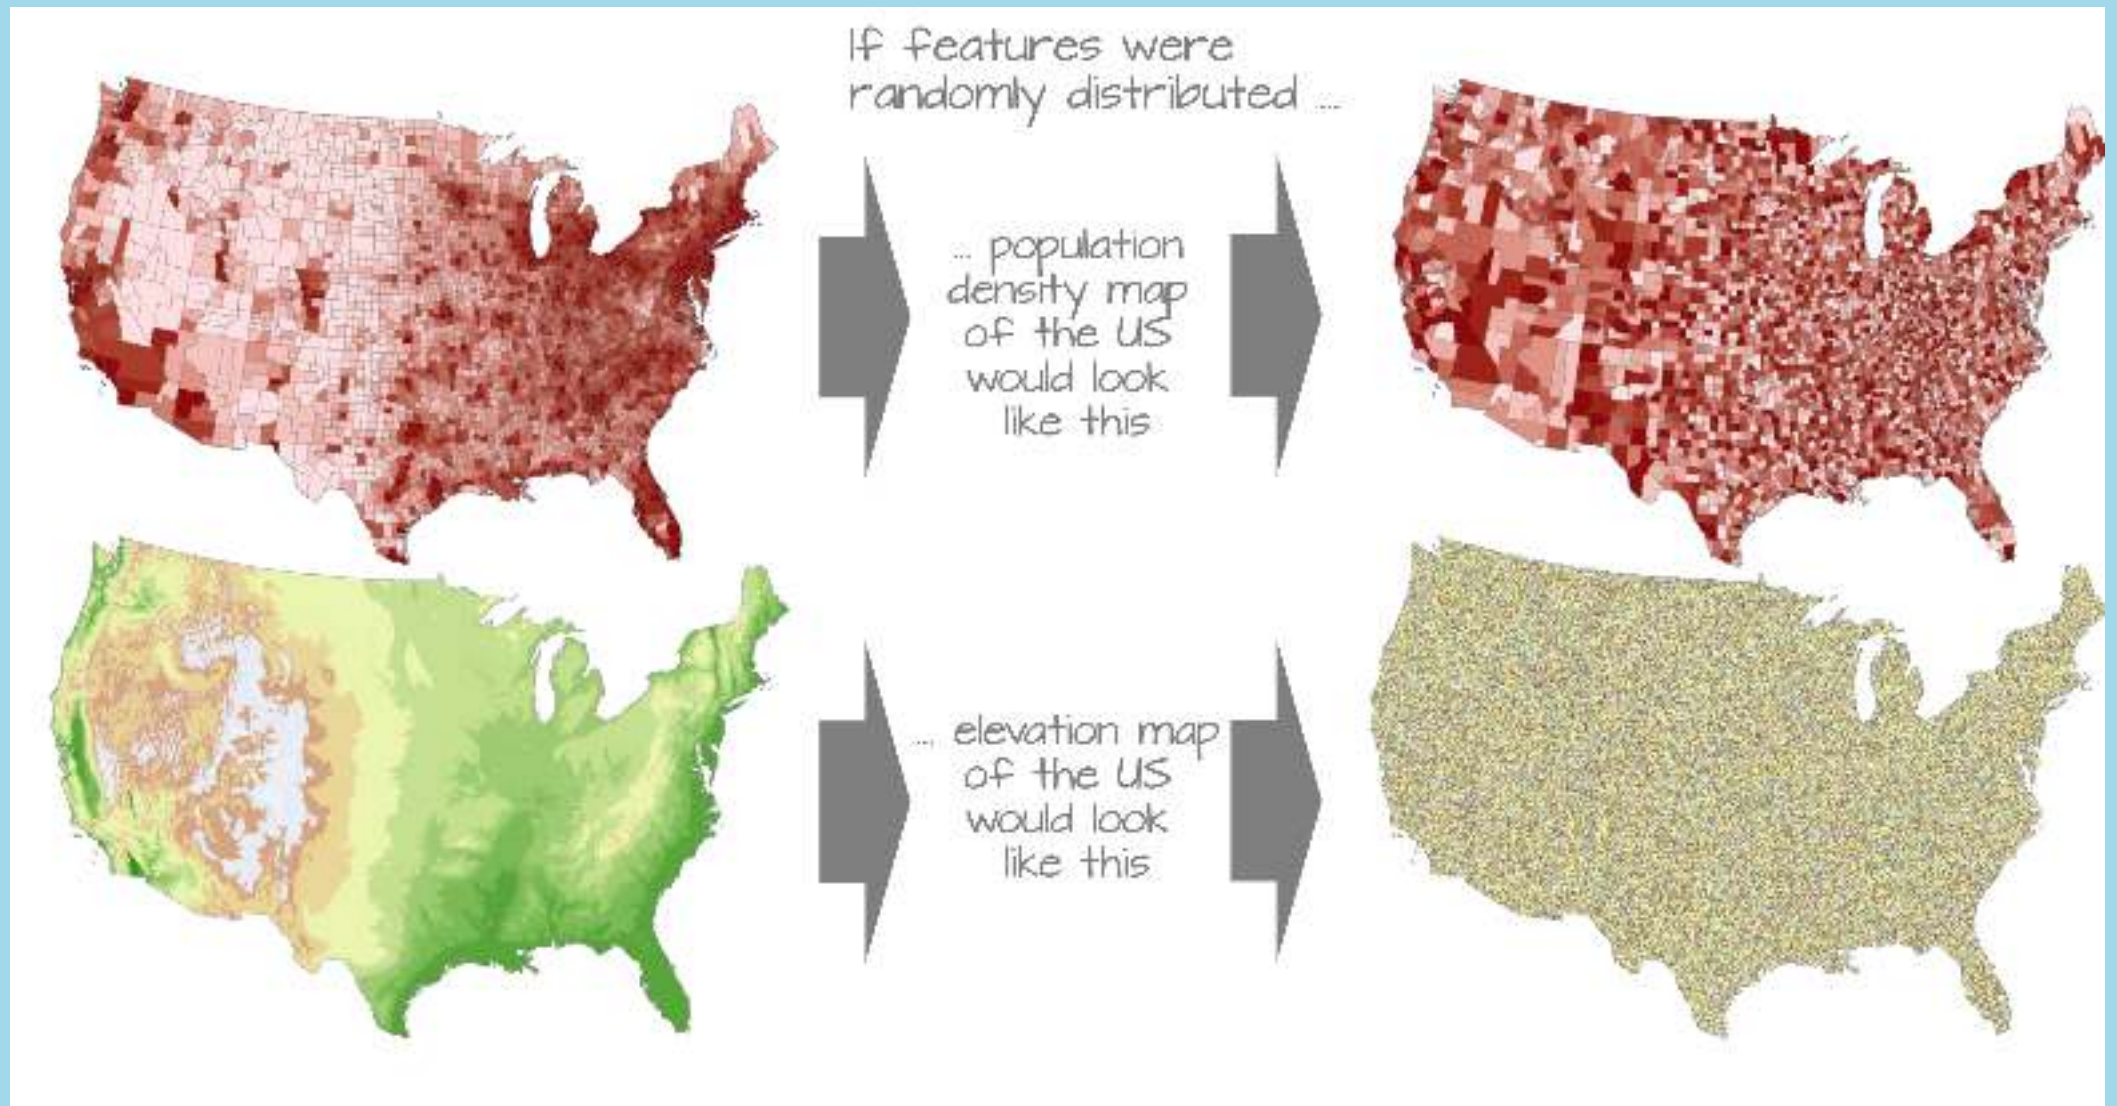 If features were
randomly distributed ...
... population
density map
of the US
would look
like this
... elevation map
of the US
would look
like this